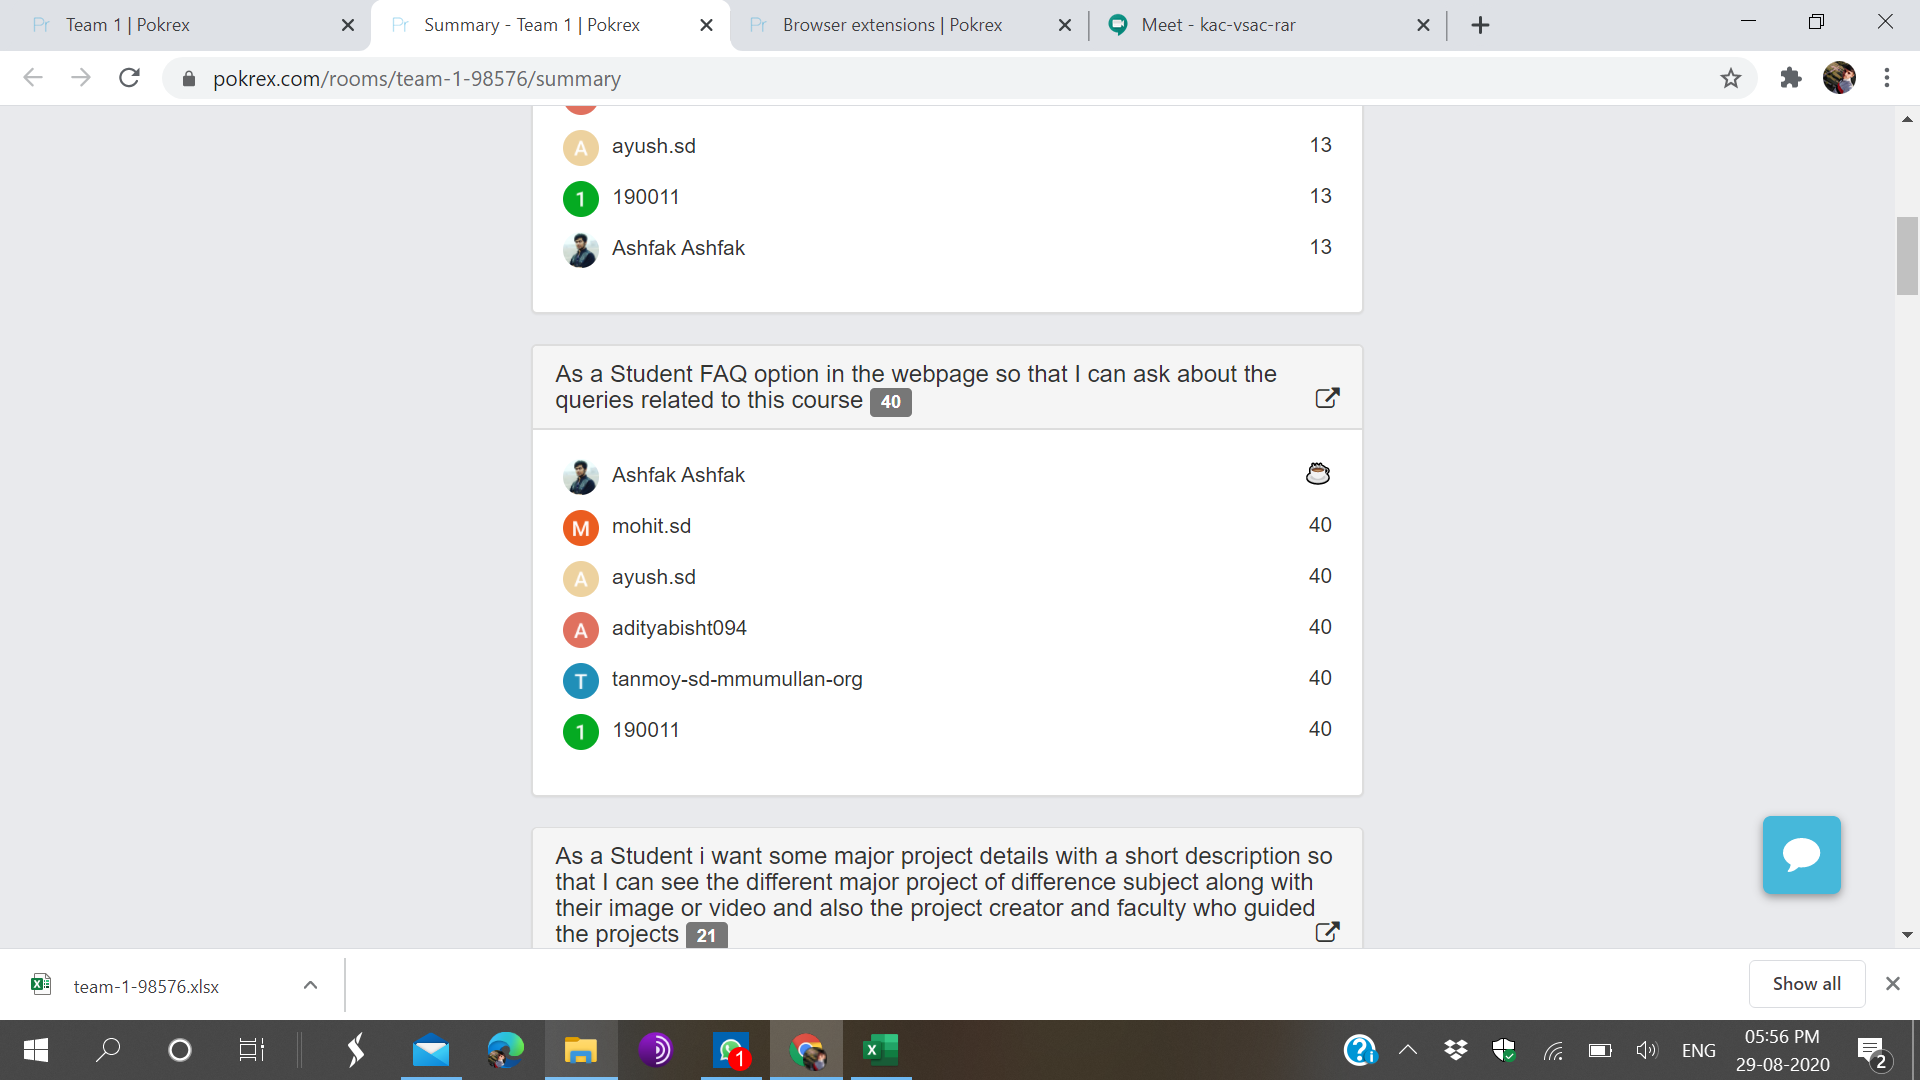 Pr Team 1 | Pokrex
Pr Summary - Team 1 | Pokrex
Pr Browser extensions | Pokrex
Meet - kac-vsac-rar
pokrex.com/rooms/team-1-98576/summary
A ayush.sd 13
1 190011 13
Ashfak Ashfak 13
As a Student FAQ option in the webpage so that I can ask about the
queries related to this course 40
Ashfak Ashfak
M mohit.sd 40
A ayush.sd 40
A adityabisht094 40
T tanmoy-sd-mmumullan-org 40
1 190011 40
As a Student i want some major project details with a short description so
that I can see the different major project of difference subject along with
their image or video and also the project creator and faculty who guided
the projects 21
team-1-98576.xlsx
Show all
1
ENG
05:56 PM
29-08-2020
2